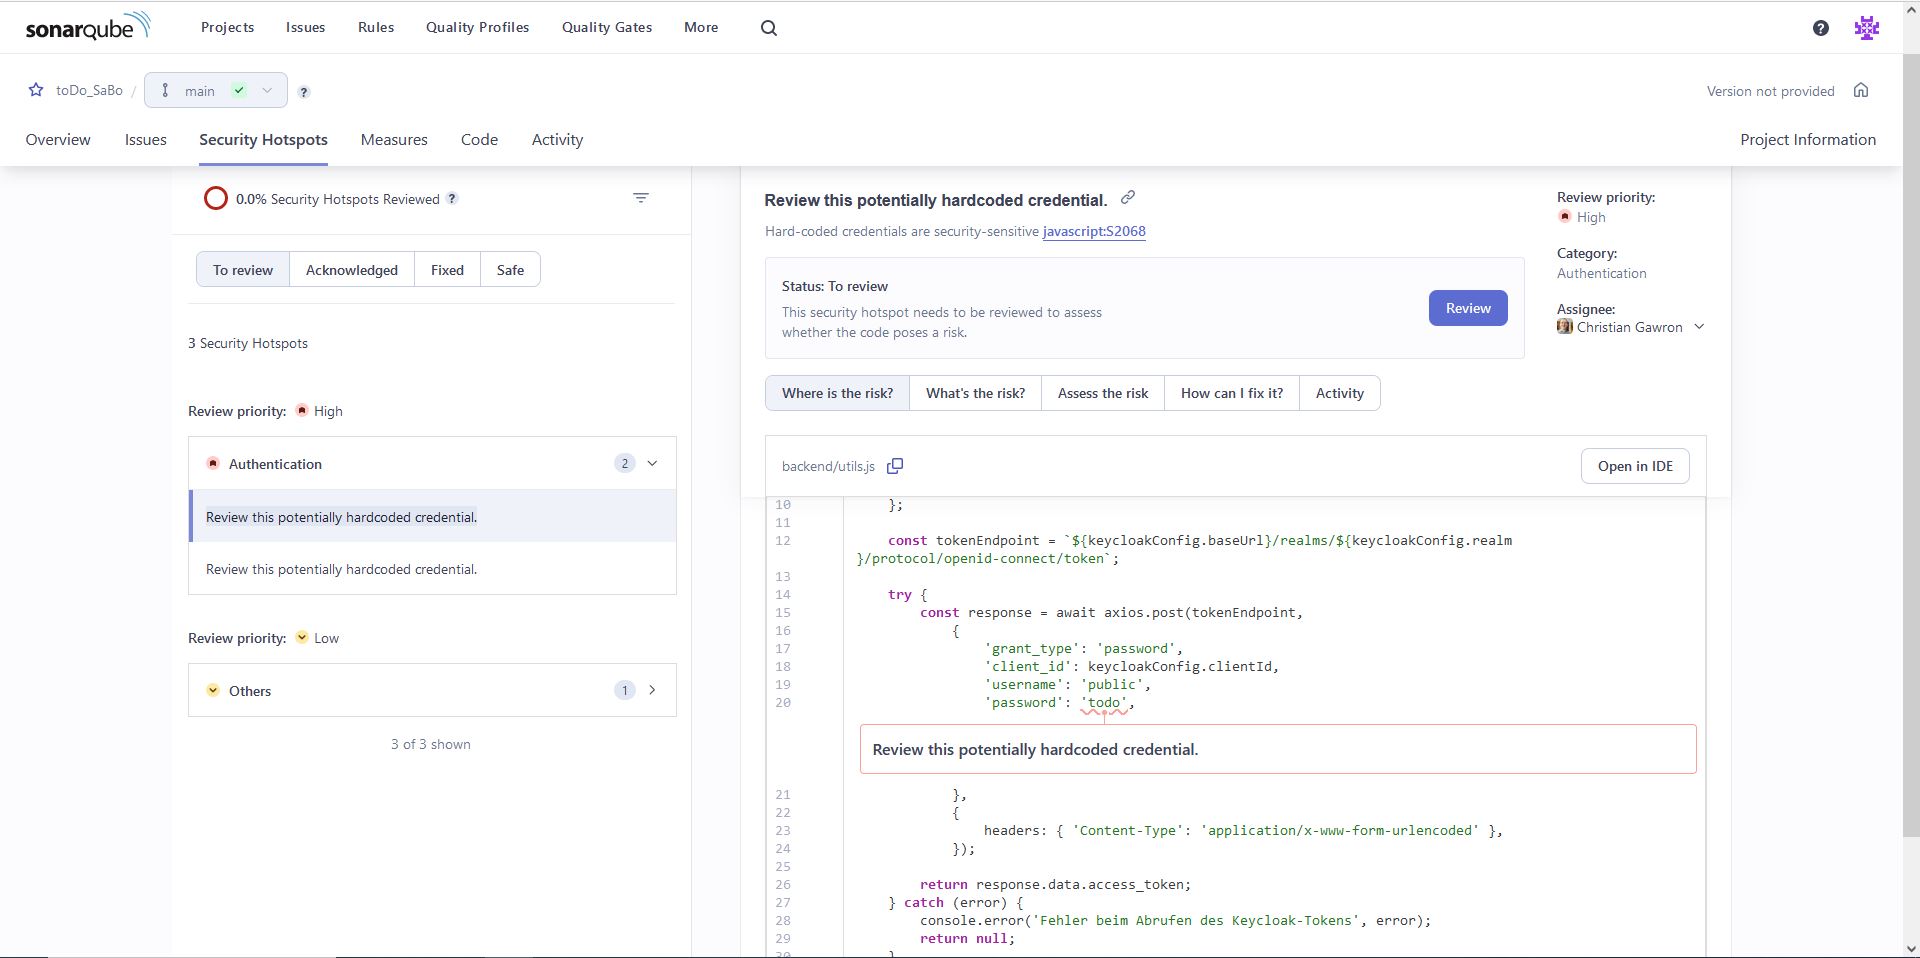 sonarqube Projects Issues Rules Quality Profiles Quality Gates More ?
toDo_SaBo / main ? Version not provided
Overview Issues Security Hotspots Measures Code Activity Project Information
0.0% Security Hotspots Reviewed ?
To review Acknowledged Fixed Safe
3 Security Hotspots
Review priority: High
Authentication 2
Review this potentially hardcoded credential.
Review this potentially hardcoded credential.
Review priority: Low
Others 1
3 of 3 shown
Review this potentially hardcoded credential.
Hard-coded credentials are security-sensitive javascript:S2068
Status: To review
This security hotspot needs to be reviewed to assess
whether the code poses a risk.
Review
Review priority:
High
Category:
Authentication
Assignee:
Christian Gawron
Where is the risk? What's the risk? Assess the risk How can I fix it? Activity
backend/utils.js Open in IDE
10 };
11
12 const tokenEndpoint = `${keycloakConfig.baseUrl}/realms/${keycloakConfig.realm
}/protocol/openid-connect/token`;
13
14 try {
15 const response = await axios.post(tokenEndpoint,
16 {
17 'grant_type': 'password',
18 'client_id': keycloakConfig.clientId,
19 'username': 'public',
20 'password': 'todo',
Review this potentially hardcoded credential.
21 },
22 {
23 headers: { 'Content-Type': 'application/x-www-form-urlencoded' },
24 });
25
26 return response.data.access_token;
27 } catch (error) {
28 console.error('Fehler beim Abrufen des Keycloak-Tokens', error);
29 return null;
30 }